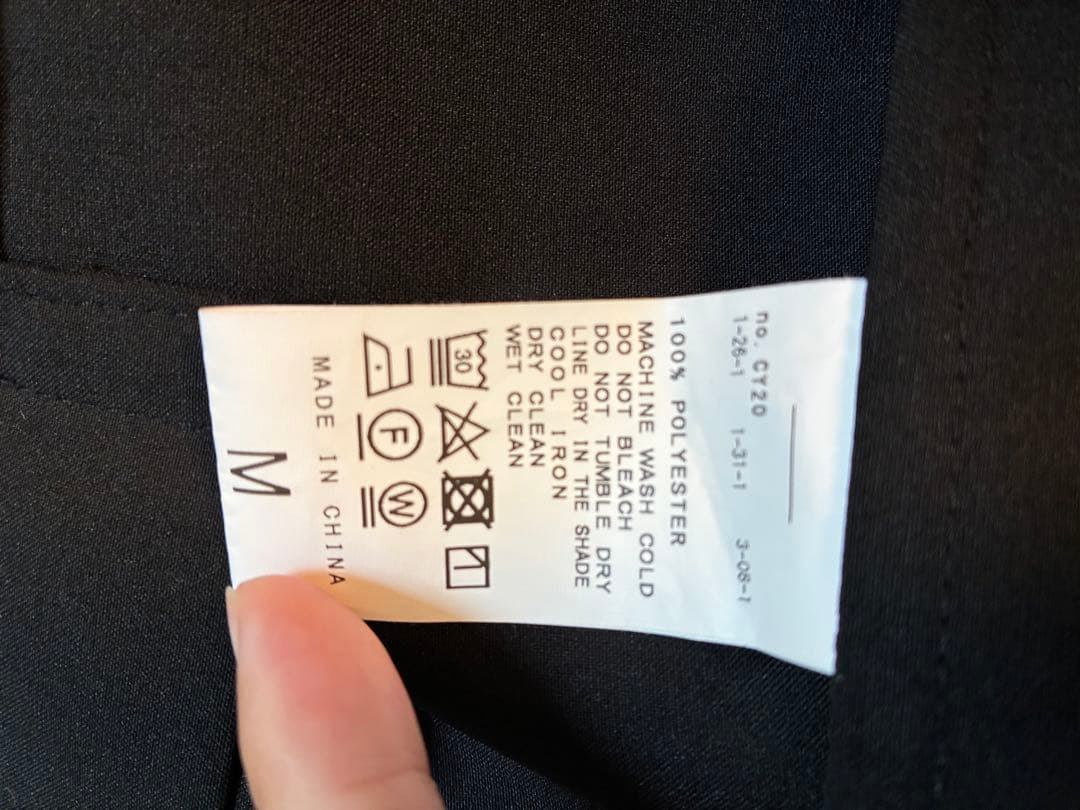 no. CY20
1-26-1 1-31-1 3-08-1
100% POLYESTER
MACHINE WASH COLD
DO NOT BLEACH
DO NOT TUMBLE DRY
LINE DRY IN THE SHADE
COOL IRON
DRY CLEAN
WET CLEAN
30
F W
MADE IN CHINA
M